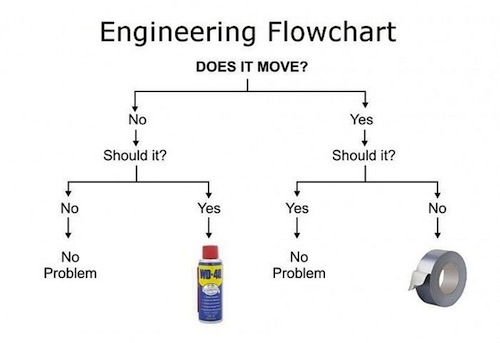 Engineering Flowchart
DOES IT MOVE?
No
Yes
Should it?
Should it?
No
Yes
Yes
No
No
Problem
WD-40
No
Problem